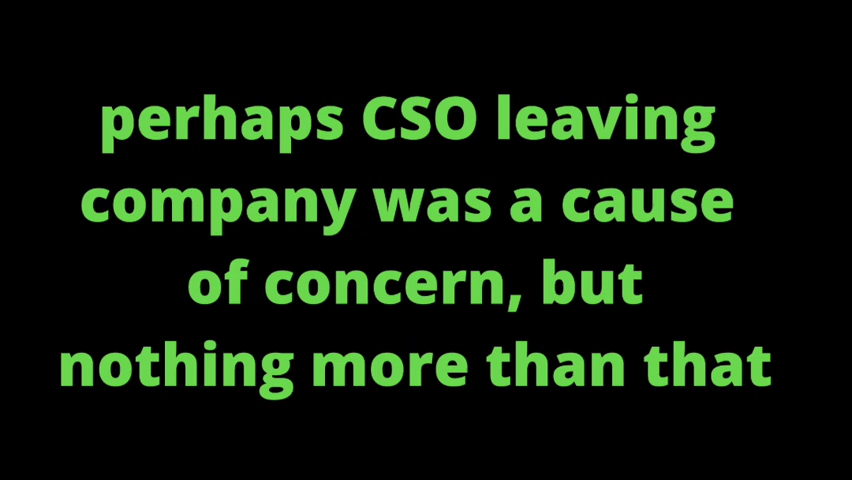 perhaps CSO leaving
company was a cause
of concern, but
nothing more than that